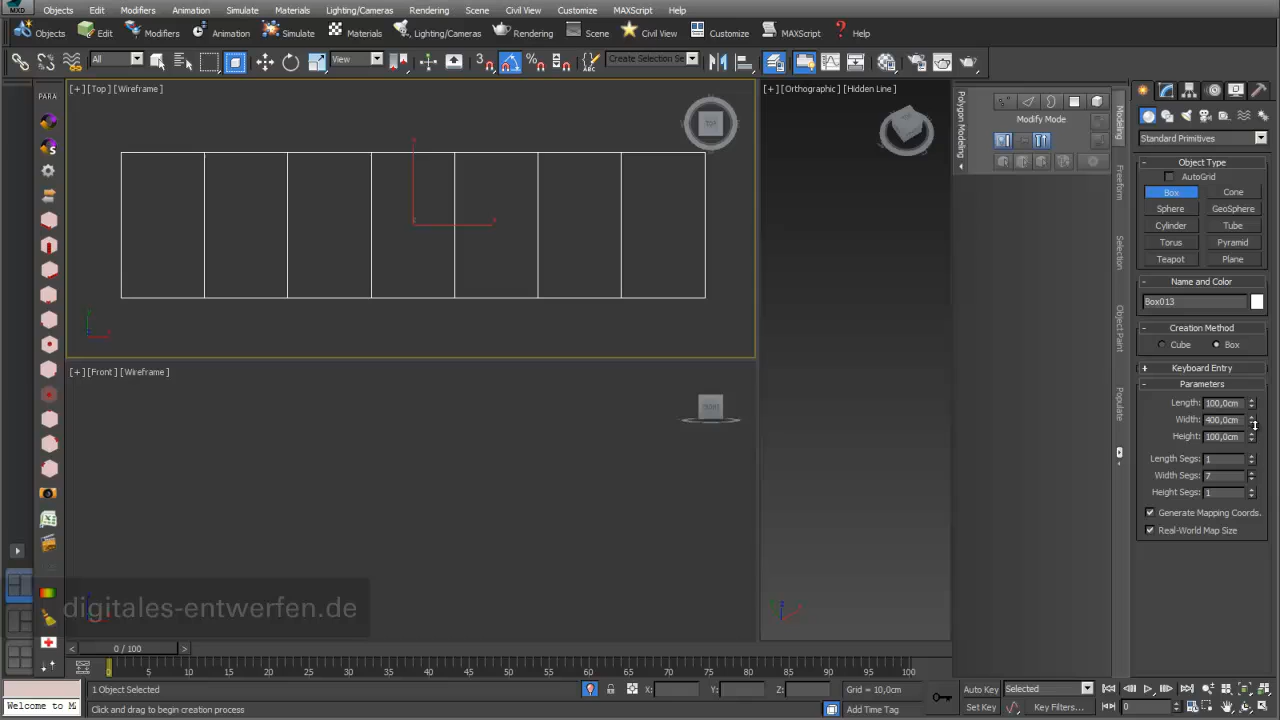 MXD
Objects Edit Modifiers Animation Simulate Materials Lighting/Cameras Rendering Scene Civil View Customize MAXScript Help
Objects Edit Modifiers Animation Simulate Materials Lighting/Cameras Rendering Scene Civil View Customize MAXScript Help
All View 3 % Create Selection Se
[+] [Top] [Wireframe]
[+] [Orthographic] [Hidden Line]
PARA
TOP
Polygon Modeling
Modify Mode
Modeling
Freeform
Selection
Object Paint
Populate
Standard Primitives
Object Type
AutoGrid
Box Cone
Sphere GeoSphere
Cylinder Tube
Torus Pyramid
Teapot Plane
Name and Color
Box013
Creation Method
Cube Box
Keyboard Entry
Parameters
Length: 100,0cm
Width: 400,0cm
Height: 100,0cm
Length Segs: 1
Width Segs: 7
Height Segs: 1
Generate Mapping Coords.
Real-World Map Size
[+] [Front] [Wireframe]
digitales-entwerfen.de
< 0 / 100 >
0 5 10 15 20 25 30 35 40 45 50 55 60 65 70 75 80 85 90 95 100
1 Object Selected X: Y: Z: Grid = 10,0cm Auto Key Selected
Welcome to M Click and drag to begin creation process Add Time Tag Set Key Key Filters... 0